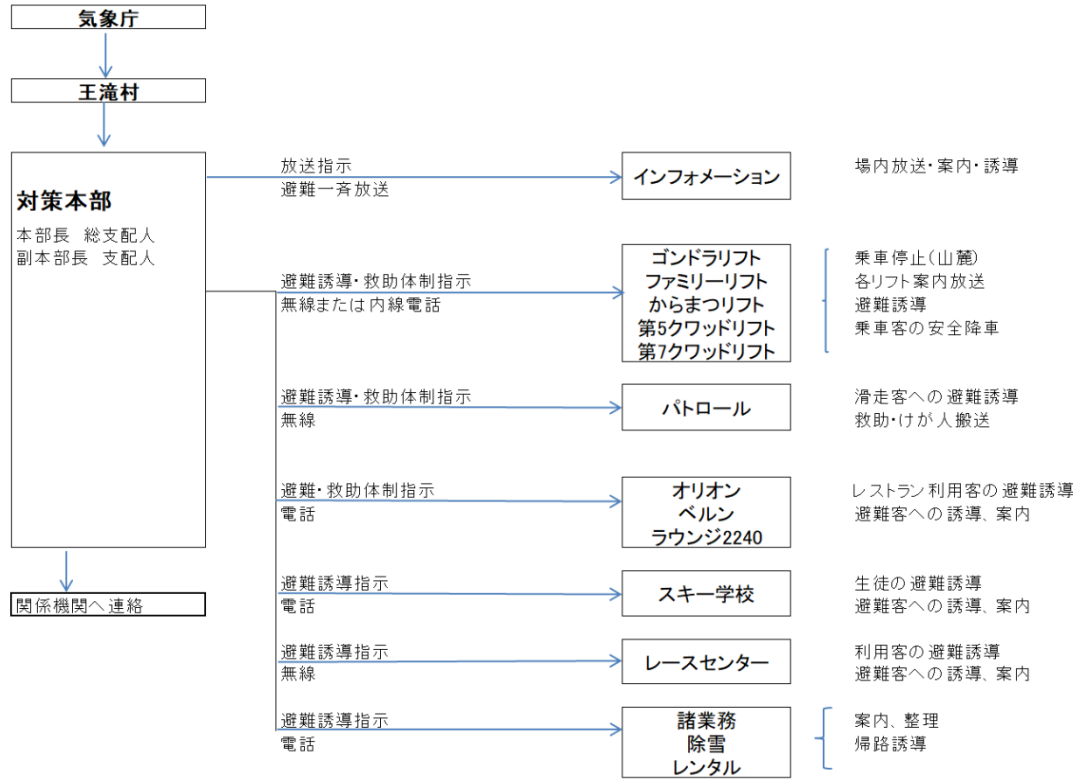 気象庁
王滝村
対策本部
本部長　総支配人
副本部長　支配人
関係機関へ連絡
放送指示
避難一斉放送
インフォメーション
場内放送・案内・誘導
避難誘導・救助体制指示
無線または内線電話
ゴンドラリフト
ファミリーリフト
からまつリフト
第5クワッドリフト
第7クワッドリフト
乗車停止(山麓)
各リフト案内放送
避難誘導
乗車客の安全降車
避難誘導・救助体制指示
無線
パトロール
滑走客への避難誘導
救助・けが人搬送
避難・救助体制指示
電話
オリオン
ベルン
ラウンジ2240
レストラン利用客の避難誘導
避難客への誘導、案内
避難誘導指示
電話
スキー学校
生徒の避難誘導
避難客への誘導、案内
避難誘導指示
無線
レースセンター
利用客の避難誘導
避難客への誘導、案内
避難誘導指示
電話
諸業務
除雪
レンタル
案内、整理
帰路誘導